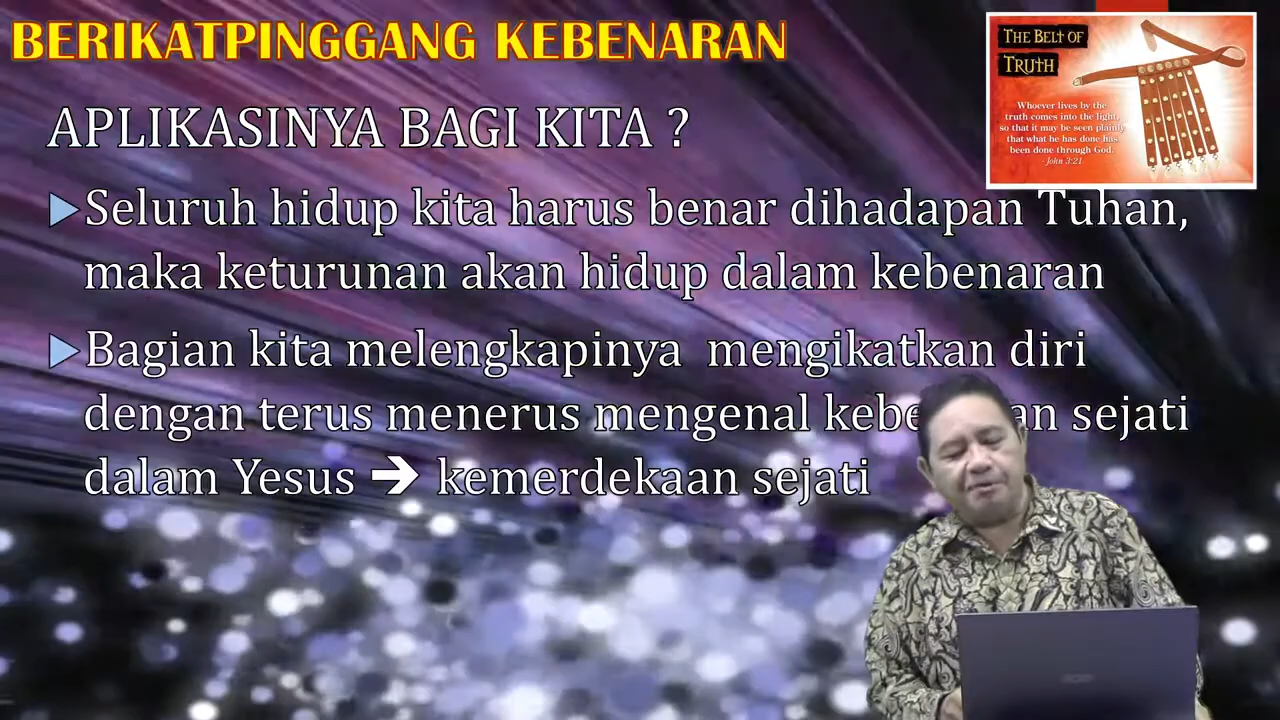 BERIKATPINGGANG KEBENARAN
THE BELT OF
TRUTH
Whoever lives by the
truth comes into the light,
so that it may be seen plainly
that what he has done has
been done through God.
- John 3:21
APLIKASINYA BAGI KITA ?
Seluruh hidup kita harus benar dihadapan Tuhan,
maka keturunan akan hidup dalam kebenaran
Bagian kita melengkapinya mengikatkan diri
dengan terus menerus mengenal sejati
dalam Yesus ➔ kemerdekaan sejati